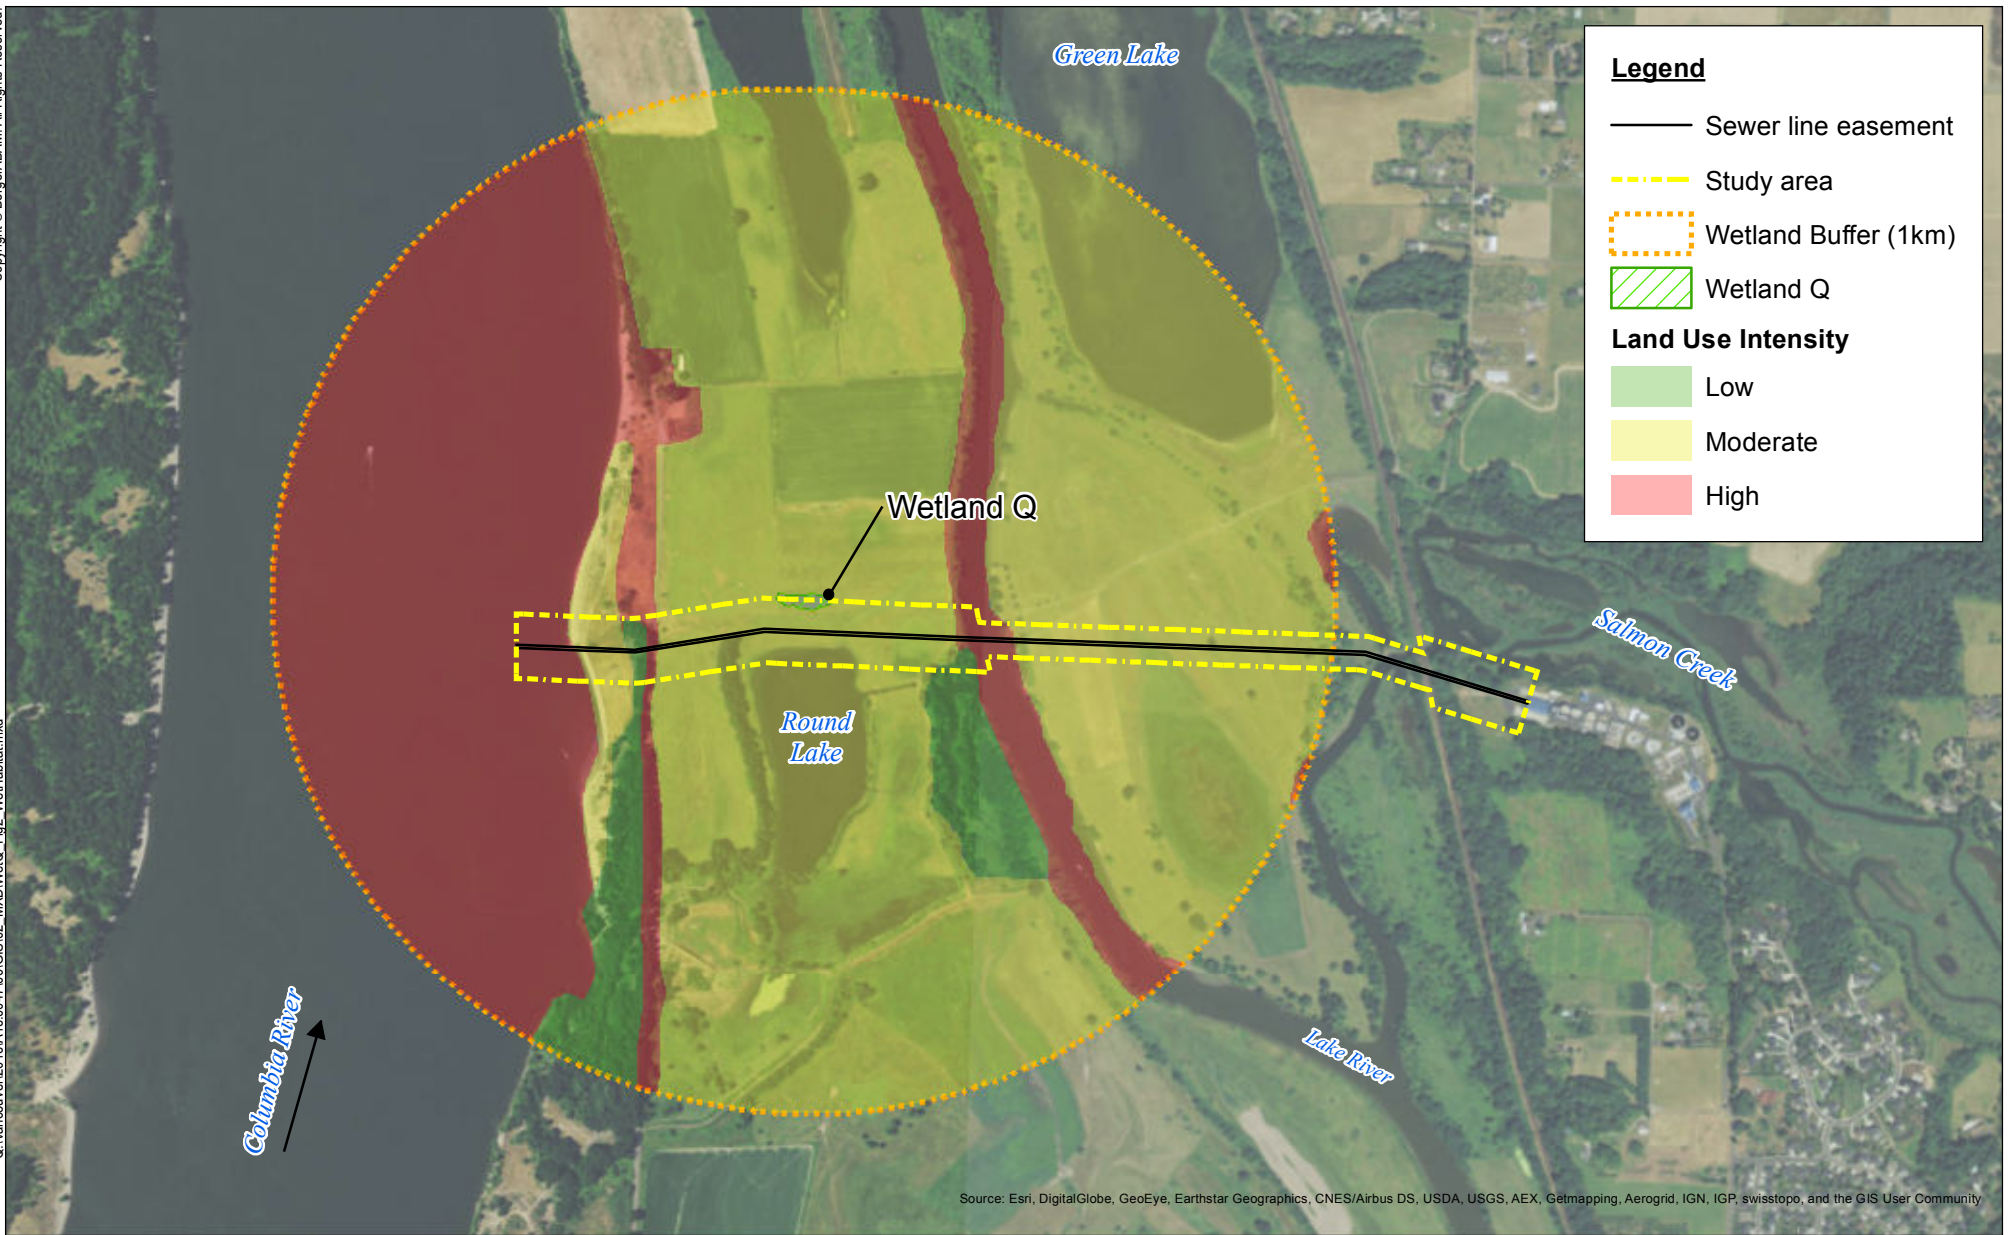 Green Lake
Legend
Sewer line easement
Study area
Wetland Buffer (1km)
Wetland Q
Land Use Intensity
Low
Moderate
High
Wetland Q
Salmon Creek
Round
Lake
Columbia River
Lake River
Source: Esri, DigitalGlobe, GeoEye, Earthstar Geographics, CNES/Airbus DS, USDA, USGS, AEX, Getmapping, Aerogrid, IGN, IGP, swisstopo, and the GIS User Community